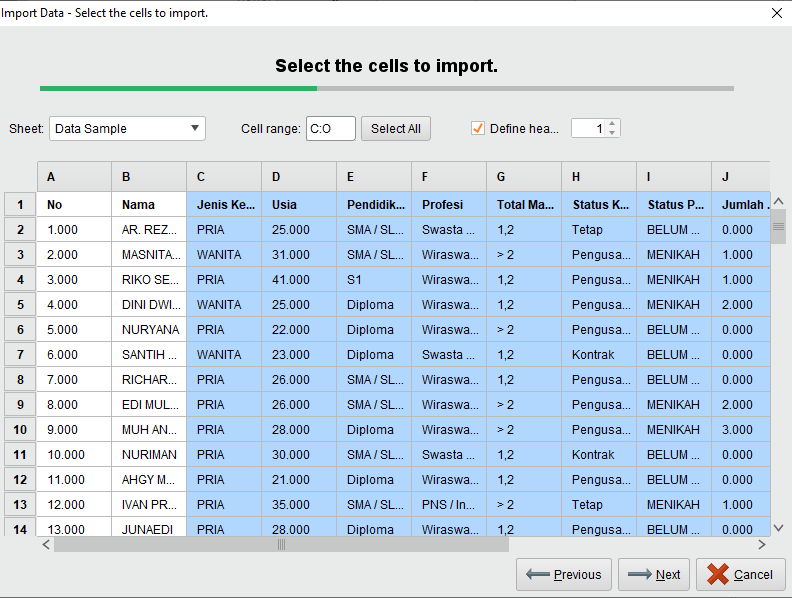 Import Data - Select the cells to import.
Select the cells to import.
Sheet: Data Sample Cell range: C:O Select All Define hea... 1
A B C D E F G H I J
1 No Nama Jenis Ke... Usia Pendidik... Profesi Total Ma... Status K... Status P... Jumlah .
2 1.000 AR. REZ... PRIA 25.000 SMA / SL... Swasta ... 1,2 Tetap BELUM ... 0.000
3 2.000 MASNITA... WANITA 31.000 SMA / SL... Wiraswa... > 2 Pengusa... MENIKAH 1.000
4 3.000 RIKO SE... PRIA 41.000 S1 Wiraswa... 1,2 Pengusa... MENIKAH 1.000
5 4.000 DINI DWI... WANITA 25.000 Diploma Wiraswa... 1,2 Pengusa... MENIKAH 2.000
6 5.000 NURYANA PRIA 22.000 Diploma Wiraswa... > 2 Pengusa... BELUM ... 0.000
7 6.000 SANTIH ... WANITA 23.000 Diploma Swasta ... 1,2 Kontrak BELUM ... 0.000
8 7.000 RICHAR... PRIA 26.000 SMA / SL... Wiraswa... 1,2 Pengusa... BELUM ... 0.000
9 8.000 EDI MUL... PRIA 26.000 SMA / SL... Wiraswa... > 2 Pengusa... MENIKAH 2.000
10 9.000 MUH AN... PRIA 28.000 Diploma Wiraswa... > 2 Pengusa... MENIKAH 3.000
11 10.000 NURIMAN PRIA 30.000 SMA / SL... Swasta ... 1,2 Kontrak BELUM ... 0.000
12 11.000 AHGY M... PRIA 21.000 Diploma Wiraswa... 1,2 Pengusa... BELUM ... 0.000
13 12.000 IVAN PR... PRIA 35.000 SMA / SL... PNS / In... > 2 Tetap MENIKAH 1.000
14 13.000 JUNAEDI PRIA 28.000 Diploma Wiraswa... 1,2 Pengusa... BELUM ... 0.000
Previous Next Cancel